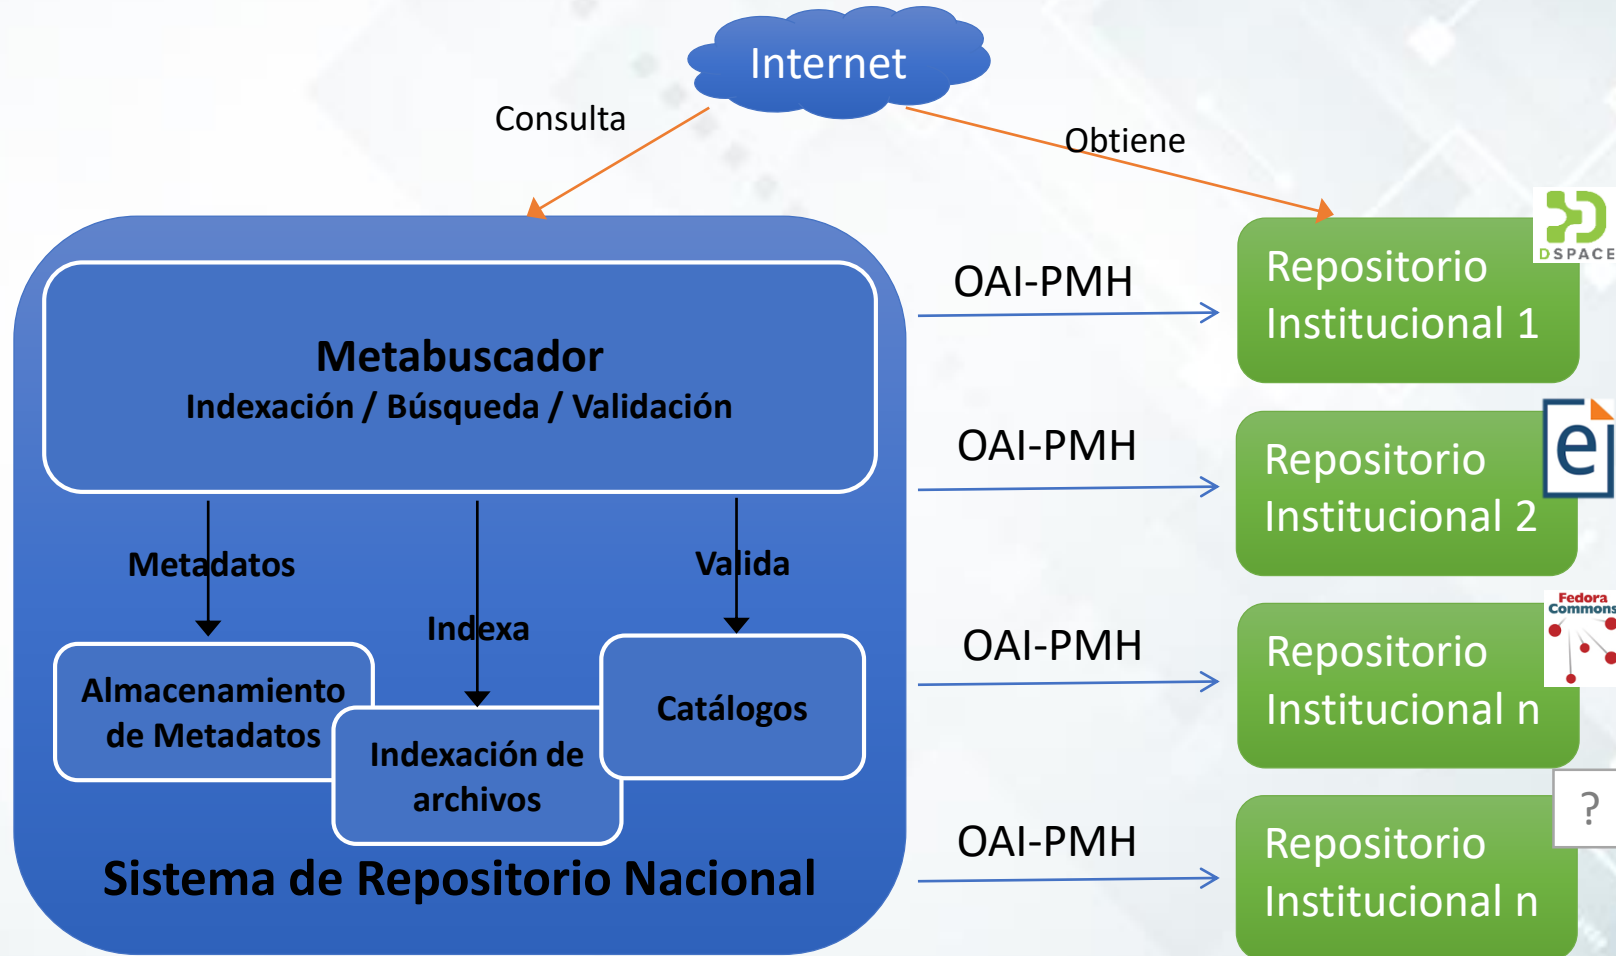 Internet
Consulta
Obtiene
DSPACE
Metabuscador
Indexación / Búsqueda / Validación
OAI-PMH
Repositorio
Institucional 1
OAI-PMH
Repositorio
Institucional 2
e
Metadatos
Valida
Indexa
Almacenamiento
de Metadatos
Indexación de
archivos
Catálogos
OAI-PMH
Fedora
Commons
Repositorio
Institucional n
Sistema de Repositorio Nacional
OAI-PMH
?
Repositorio
Institucional n